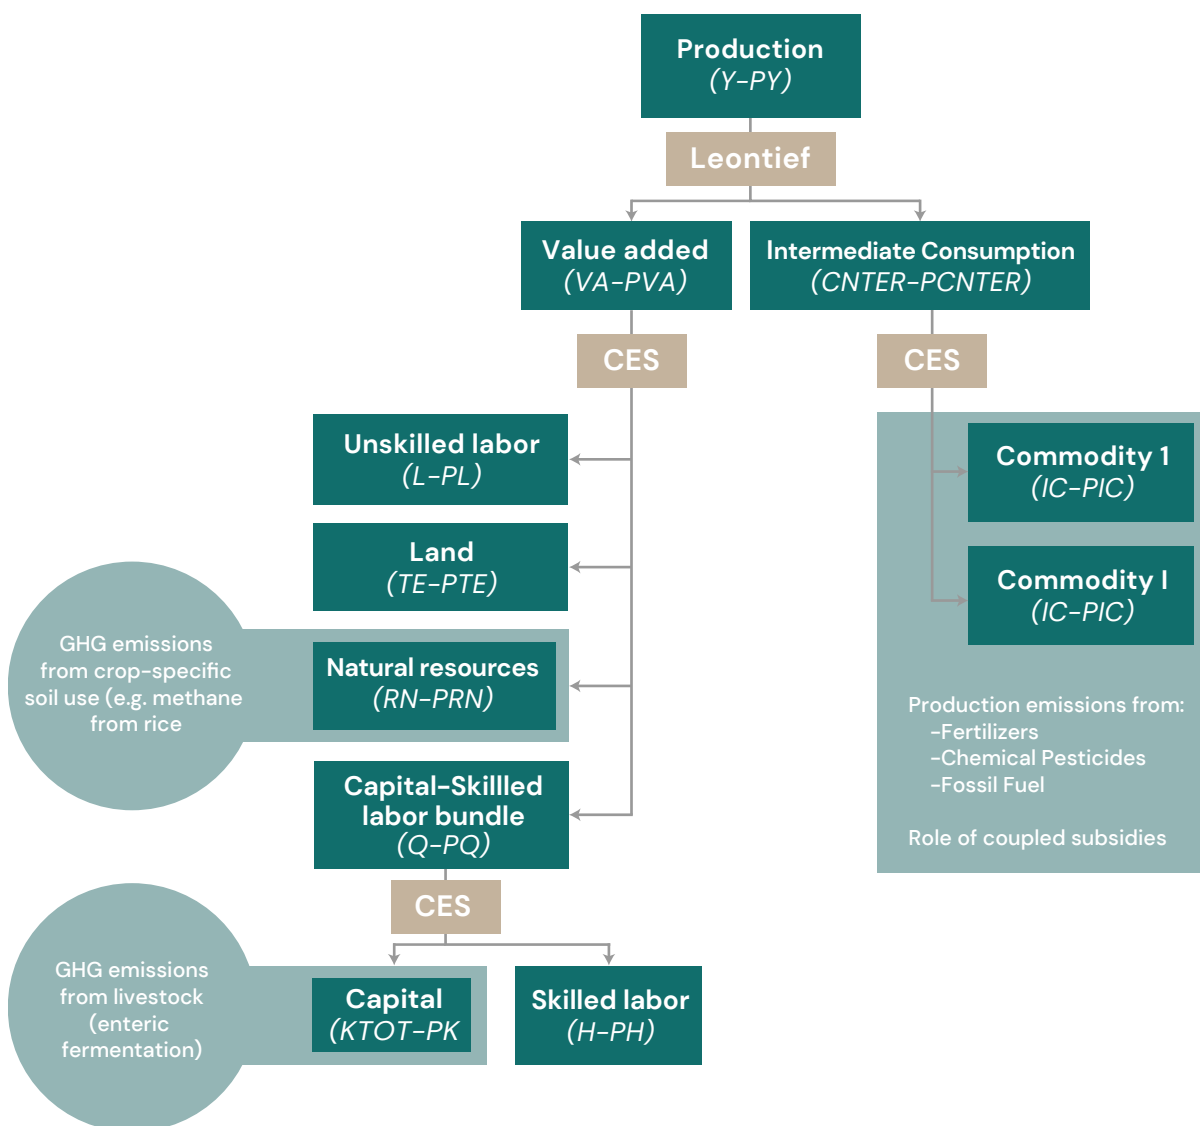 Production
(Y-PY)
Leontief
Value added
(VA-PVA)
Intermediate Consumption
(CNTER-PCNTER)
CES
CES
Unskilled labor
(L-PL)
Commodity 1
(IC-PIC)
Land
(TE-PTE)
Commodity I
(IC-PIC)
GHG emissions
from crop-specific
soil use (e.g. methane
from rice
Natural resources
(RN-PRN)
Production emissions from:
-Fertilizers
-Chemical Pesticides
-Fossil Fuel
Role of coupled subsidies
Capital-Skillled
labor bundle
(Q-PQ)
CES
GHG emissions
from livestock
(enteric
fermentation)
Capital
(KTOT-PK
Skilled labor
(H-PH)